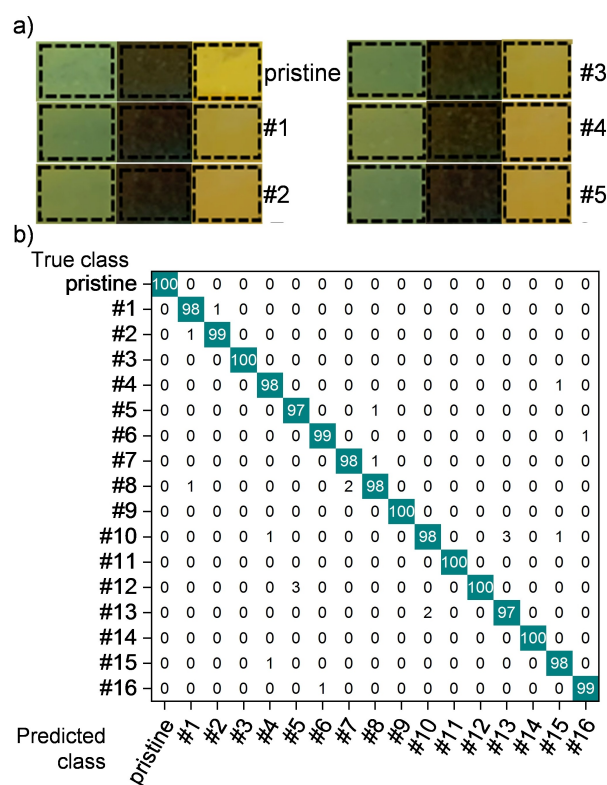 a)
pristine
#1
#2
#3
#4
#5
b)
True class
pristine 100 0 0 0 0 0 0 0 0 0 0 0 0 0 0 0 0
#1 0 98 1 0 0 0 0 0 0 0 0 0 0 0 0 0 0
#2 0 1 99 0 0 0 0 0 0 0 0 0 0 0 0 0 0
#3 0 0 0 100 0 0 0 0 0 0 0 0 0 0 0 0 0
#4 0 0 0 0 98 0 0 0 0 0 0 0 0 0 0 1 0
#5 0 0 0 0 0 97 0 0 1 0 0 0 0 0 0 0 0
#6 0 0 0 0 0 0 99 0 0 0 0 0 0 0 0 0 1
#7 0 0 0 0 0 0 0 98 1 0 0 0 0 0 0 0 0
#8 0 1 0 0 0 0 0 2 98 0 0 0 0 0 0 0 0
#9 0 0 0 0 0 0 0 0 0 100 0 0 0 0 0 0 0
#10 0 0 0 0 1 0 0 0 0 0 98 0 0 3 0 1 0
#11 0 0 0 0 0 0 0 0 0 0 0 100 0 0 0 0 0
#12 0 0 0 0 0 3 0 0 0 0 0 0 100 0 0 0 0
#13 0 0 0 0 0 0 0 0 0 0 2 0 0 97 0 0 0
#14 0 0 0 0 0 0 0 0 0 0 0 0 0 0 100 0 0
#15 0 0 0 0 1 0 0 0 0 0 0 0 0 0 0 98 0
#16 0 0 0 0 0 0 1 0 0 0 0 0 0 0 0 0 99
Predicted
class
pristine #1 #2 #3 #4 #5 #6 #7 #8 #9 #10 #11 #12 #13 #14 #15 #16